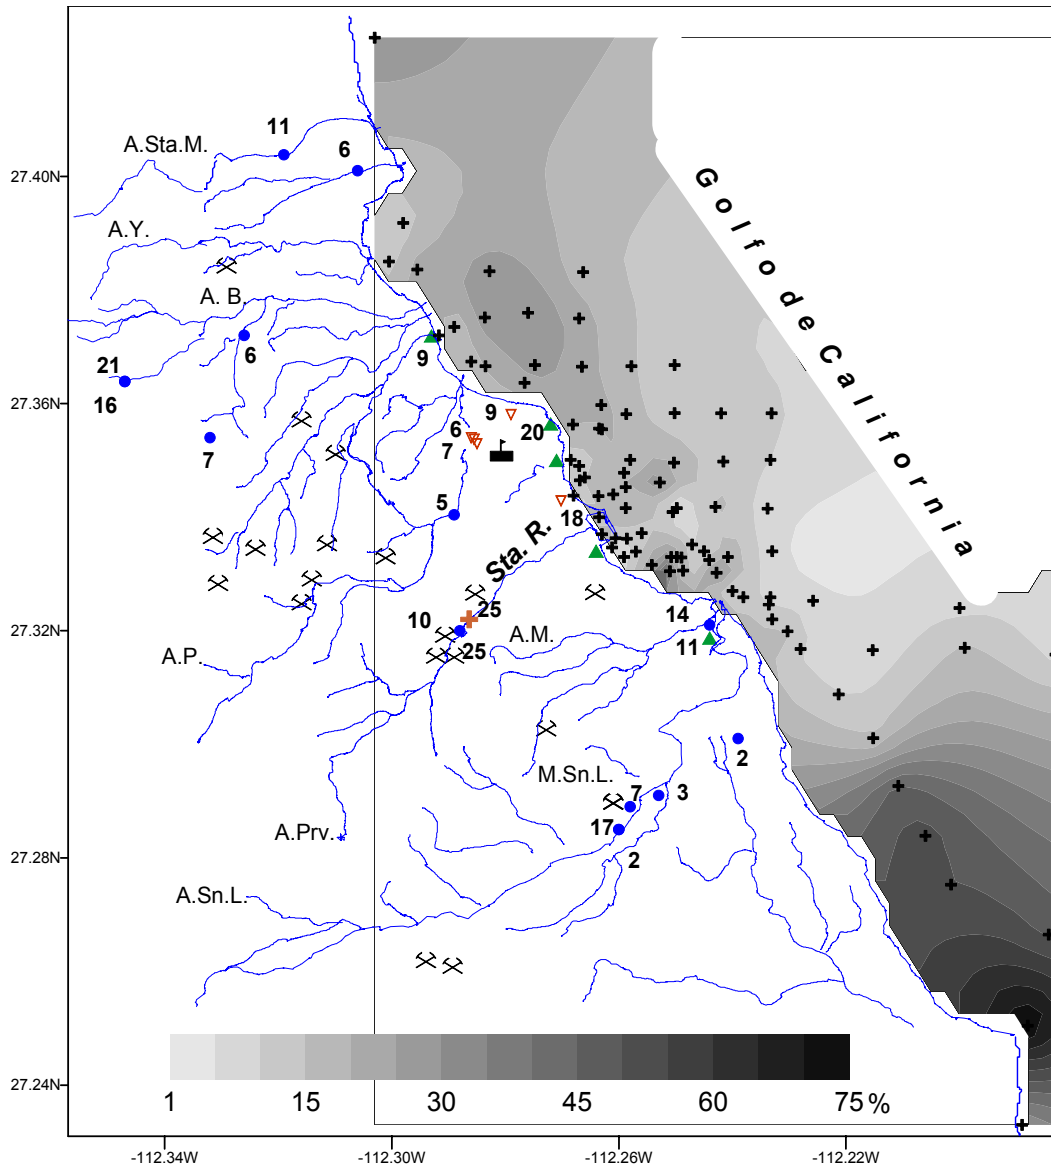 11
A.Sta.M.
6
27.40N
Golfo de California
A.Y.
A. B.
6
9
21
16
27.36N
9
20
6
7
7
5
18
Sta. R.
25
10
14
27.32N
A.M.
25
11
A.P.
2
M.Sn.L.
7
3
17
A.Prv.
2
27.28N
A.Sn.L.
27.24N
1 15 30 45 60 75 %
-112.34W -112.30W -112.26W -112.22W